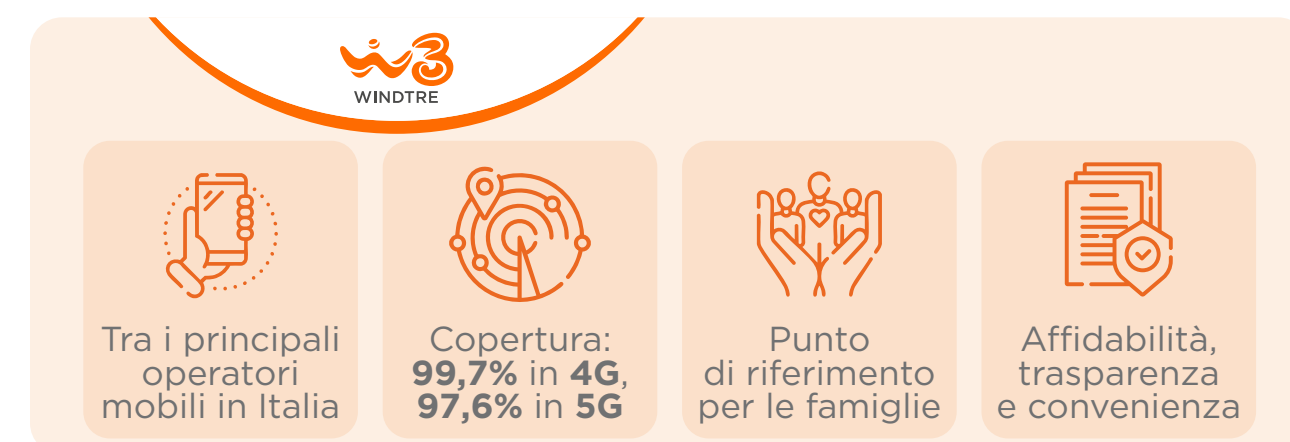 W3
WINDTRE
Tra i principali
operatori
mobili in Italia
Copertura:
99,7% in 4G,
97,6% in 5G
Punto
di riferimento
per le famiglie
Affidabilità,
trasparenza
e convenienza